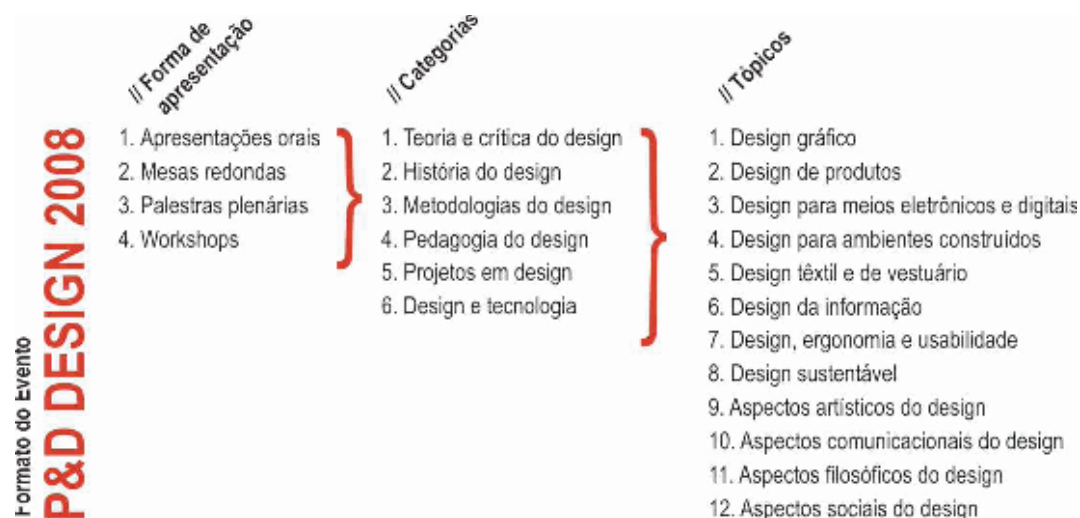 Formato do Evento
P&D DESIGN 2008
// Forma de
apresentação
1. Apresentações orais
2. Mesas redondas
3. Palestras plenárias
4. Workshops
// Categorias
1. Teoria e crítica do design
2. História do design
3. Metodologias do design
4. Pedagogia do design
5. Projetos em design
6. Design e tecnologia
// Tópicos
1. Design gráfico
2. Design de produtos
3. Design para meios eletrônicos e digitais
4. Design para ambientes construídos
5. Design têxtil e de vestuário
6. Design da informação
7. Design, ergonomia e usabilidade
8. Design sustentável
9. Aspectos artísticos do design
10. Aspectos comunicacionais do design
11. Aspectos filosóficos do design
12. Aspectos sociais do design